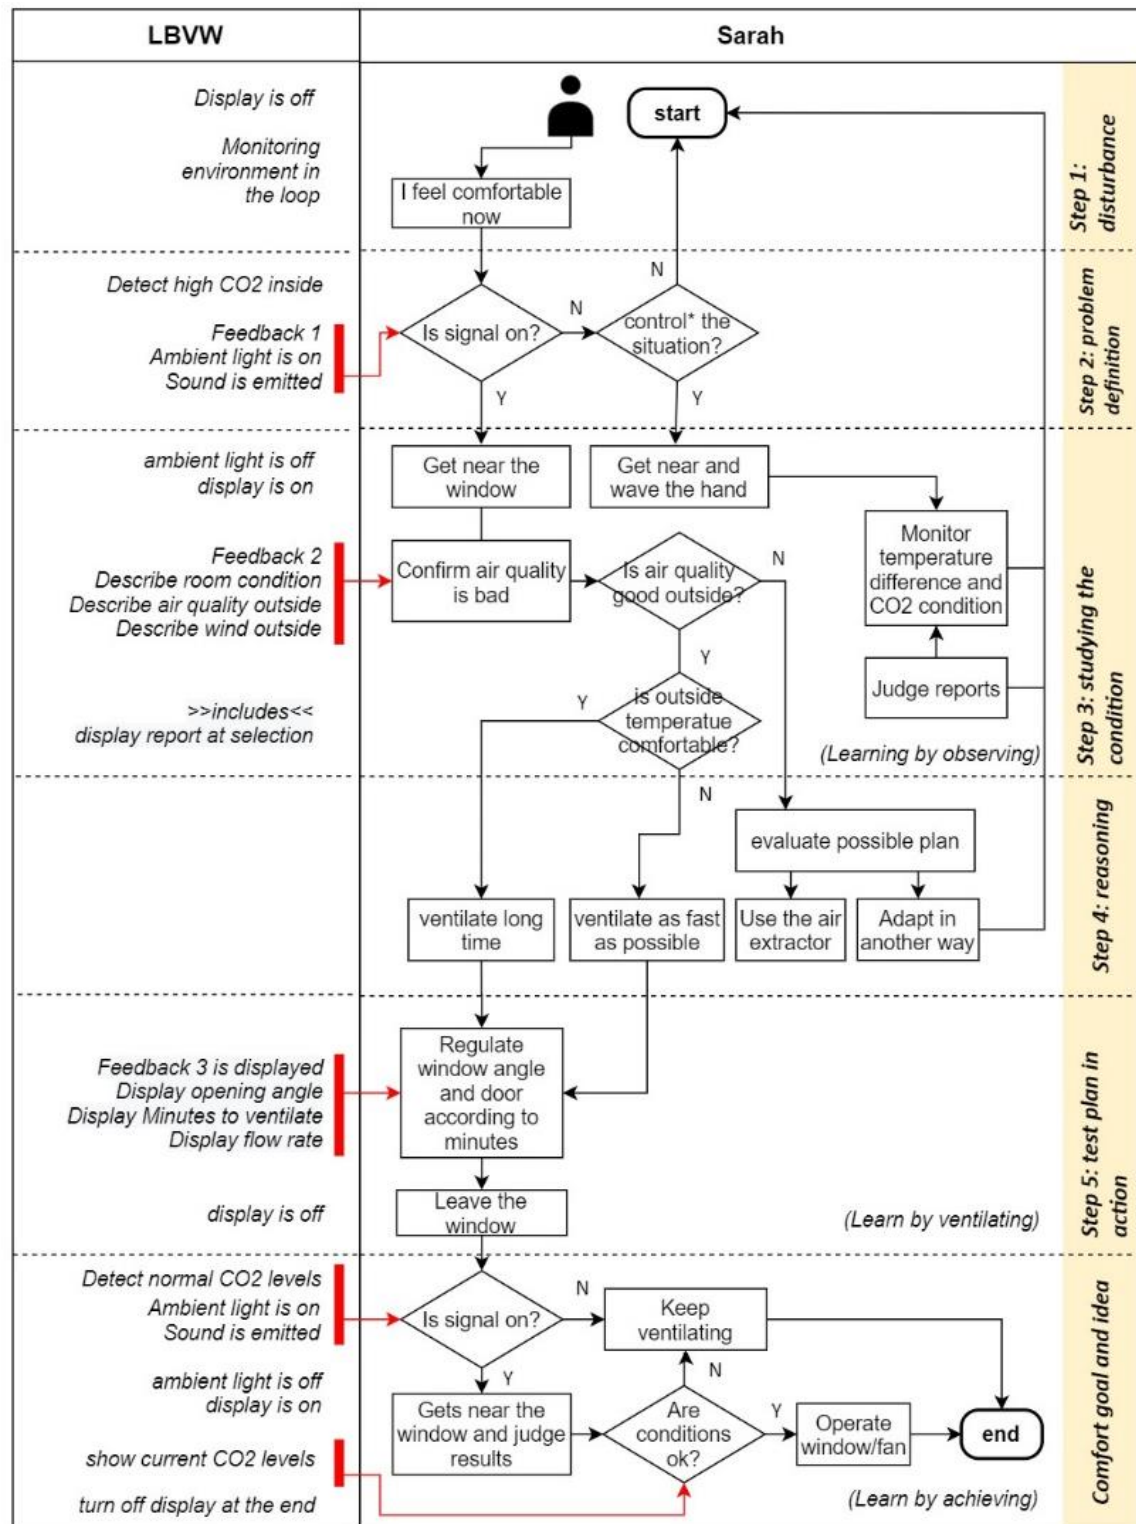 LBVW
Sarah
Display is off
Monitoring
environment in
the loop
start
I feel comfortable
now
Step 1:
disturbance
Detect high CO2 inside
Feedback 1
Ambient light is on
Sound is emitted
Is signal on?
N
Y
control* the
situation?
N
Y
Step 2: problem
definition
ambient light is off
display is on
Get near the
window
Get near and
wave the hand
Feedback 2
Describe room condition
Describe air quality outside
Describe wind outside
Confirm air quality
is bad
Is air quality
good outside?
N
Y
Monitor
temperature
difference and
CO2 condition
Judge reports
>>includes<<
display report at selection
is outside
temperatue
comfortable?
Y
N
(Learning by observing)
Step 3: studying the
condition
evaluate possible plan
ventilate long
time
ventilate as fast
as possible
Use the air
extractor
Adapt in
another way
Step 4: reasoning
Feedback 3 is displayed
Display opening angle
Display Minutes to ventilate
Display flow rate
Regulate
window angle
and door
according to
minutes
display is off
Leave the
window
(Learn by ventilating)
Step 5: test plan in
action
Detect normal CO2 levels
Ambient light is on
Sound is emitted
Is signal on?
N
Y
Keep
ventilating
ambient light is off
display is on
Gets near the
window and judge
results
Are
conditions
ok?
N
Y
Operate
window/fan
end
show current CO2 levels
turn off display at the end
(Learn by achieving)
Comfort goal and idea